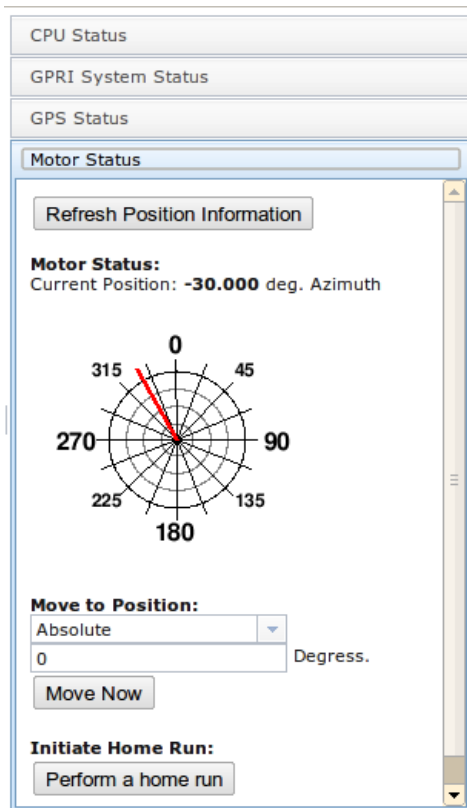 CPU Status
GPRI System Status
GPS Status
Motor Status
Refresh Position Information
Motor Status:
Current Position: -30.000 deg. Azimuth
0
315
45
270
90
225
135
180
Move to Position:
Absolute
0 Degress.
Move Now
Initiate Home Run:
Perform a home run